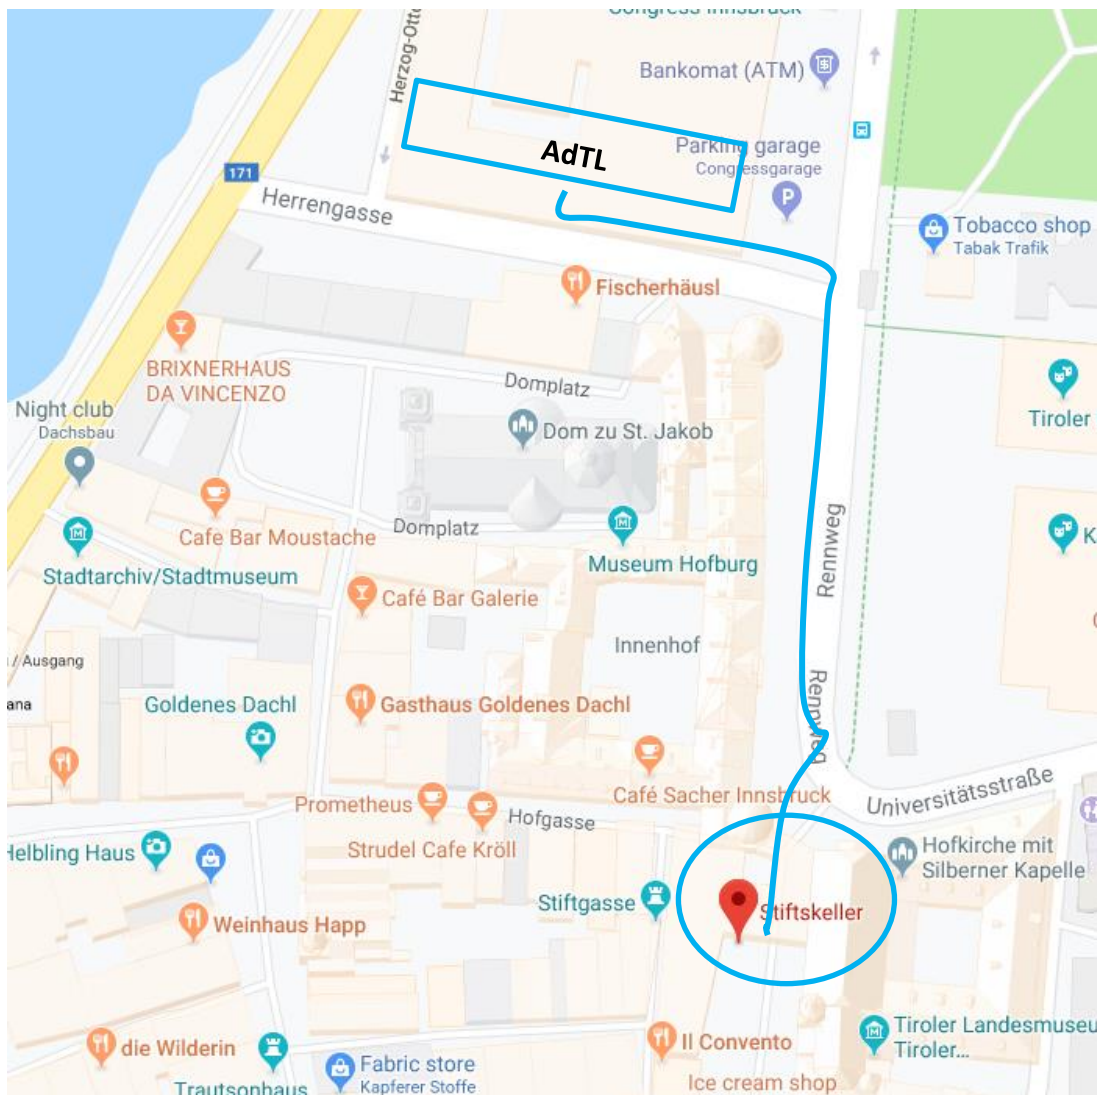 Congress Innsbruck
Herzog-Otto
Bankomat (ATM)
AdTL
Parking garage
Congressgarage
P
171
Herrengasse
Tobacco shop
Tabak Trafik
Fischerhäusl
BRIXNERHAUS
DA VINCENZO
Domplatz
Night club
Dachsbau
Dom zu St. Jakob
Tiroler
Cafe Bar Moustache
Domplatz
Rennweg
K
Stadtarchiv/Stadtmuseum
Museum Hofburg
Café Bar Galerie
Innenhof
/ Ausgang
ana
Goldenes Dachl
Gasthaus Goldenes Dachl
Rennweg
Prometheus
Café Sacher Innsbruck
Universitätsstraße
Hofgasse
Strudel Cafe Kröll
Helbling Haus
Hofkirche mit
Silberner Kapelle
Stiftgasse
Stiftskeller
Weinhaus Happ
die Wilderin
Il Convento
Tiroler Landesmuseu
Tiroler...
Trautsonhaus
Fabric store
Kapferer Stoffe
Ice cream shop